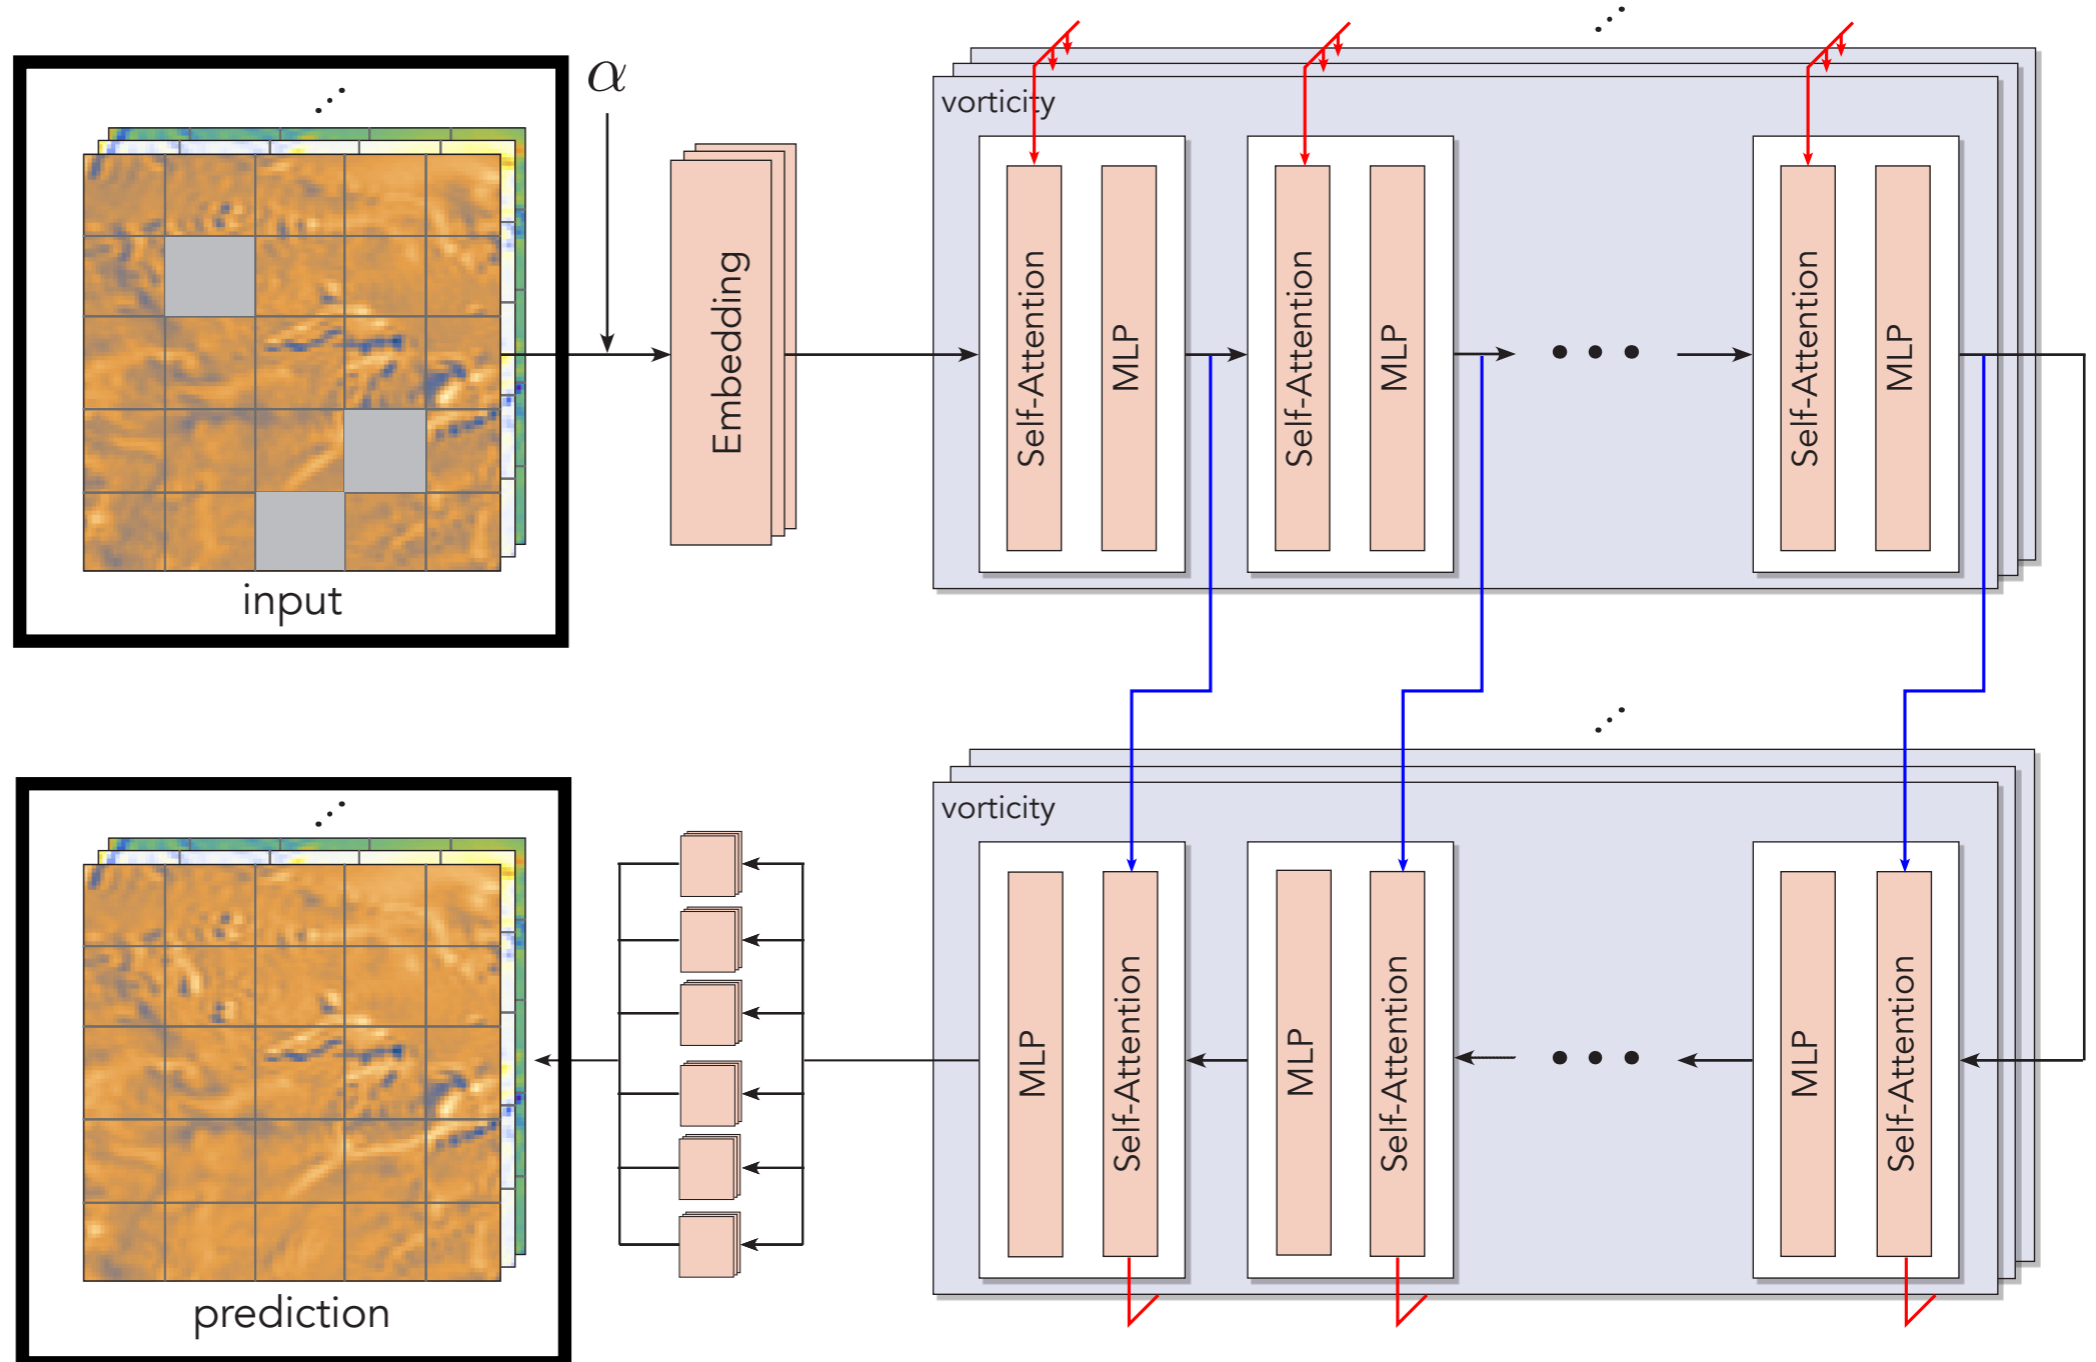 α
vorticity
Embedding
Self-Attention
MLP
Self-Attention
MLP
Self-Attention
MLP
input
vorticity
MLP
Self-Attention
MLP
Self-Attention
MLP
Self-Attention
prediction